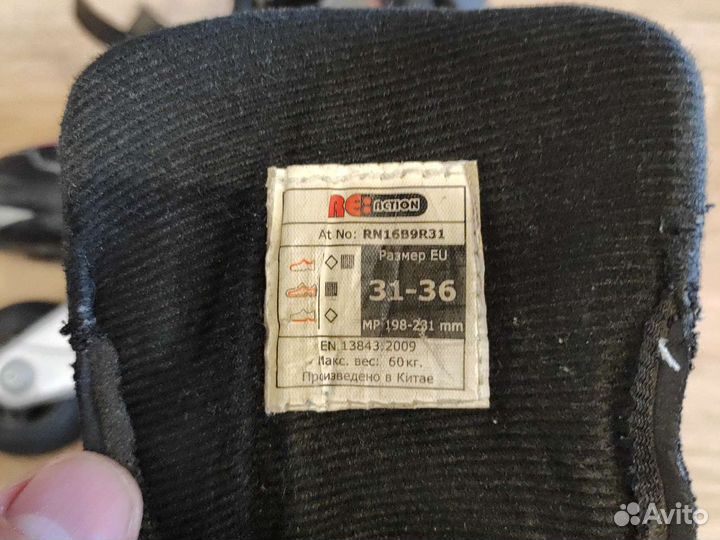 RE:ACTION
At No: RN16B9R31
Размер EU
31-36
MP 198-231 mm
EN 13843:2009
Макс. вес: 60кг.
Произведено в Китае
Avito